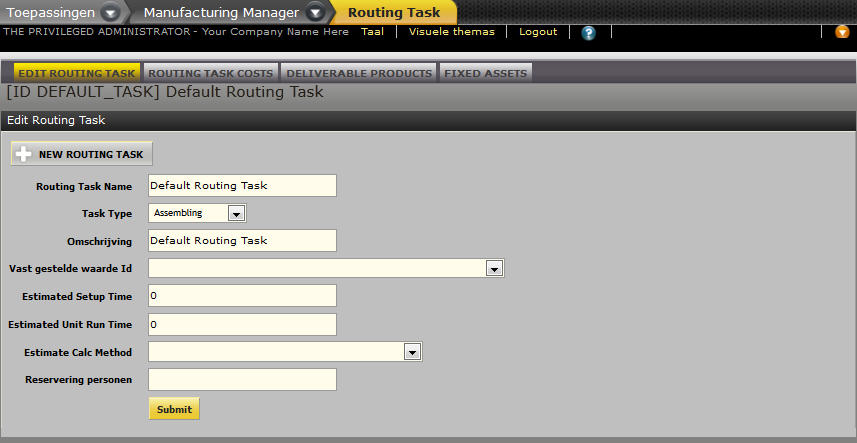 Toepassingen Manufacturing Manager Routing Task
THE PRIVILEGED ADMINISTRATOR - Your Company Name Here Taal Visuele themas Logout ?
EDIT ROUTING TASK ROUTING TASK COSTS DELIVERABLE PRODUCTS FIXED ASSETS
[ID DEFAULT_TASK] Default Routing Task
Edit Routing Task
NEW ROUTING TASK
Routing Task Name Default Routing Task
Task Type Assembling
Omschrijving Default Routing Task
Vast gestelde waarde Id
Estimated Setup Time 0
Estimated Unit Run Time 0
Estimate Calc Method
Reservering personen
Submit